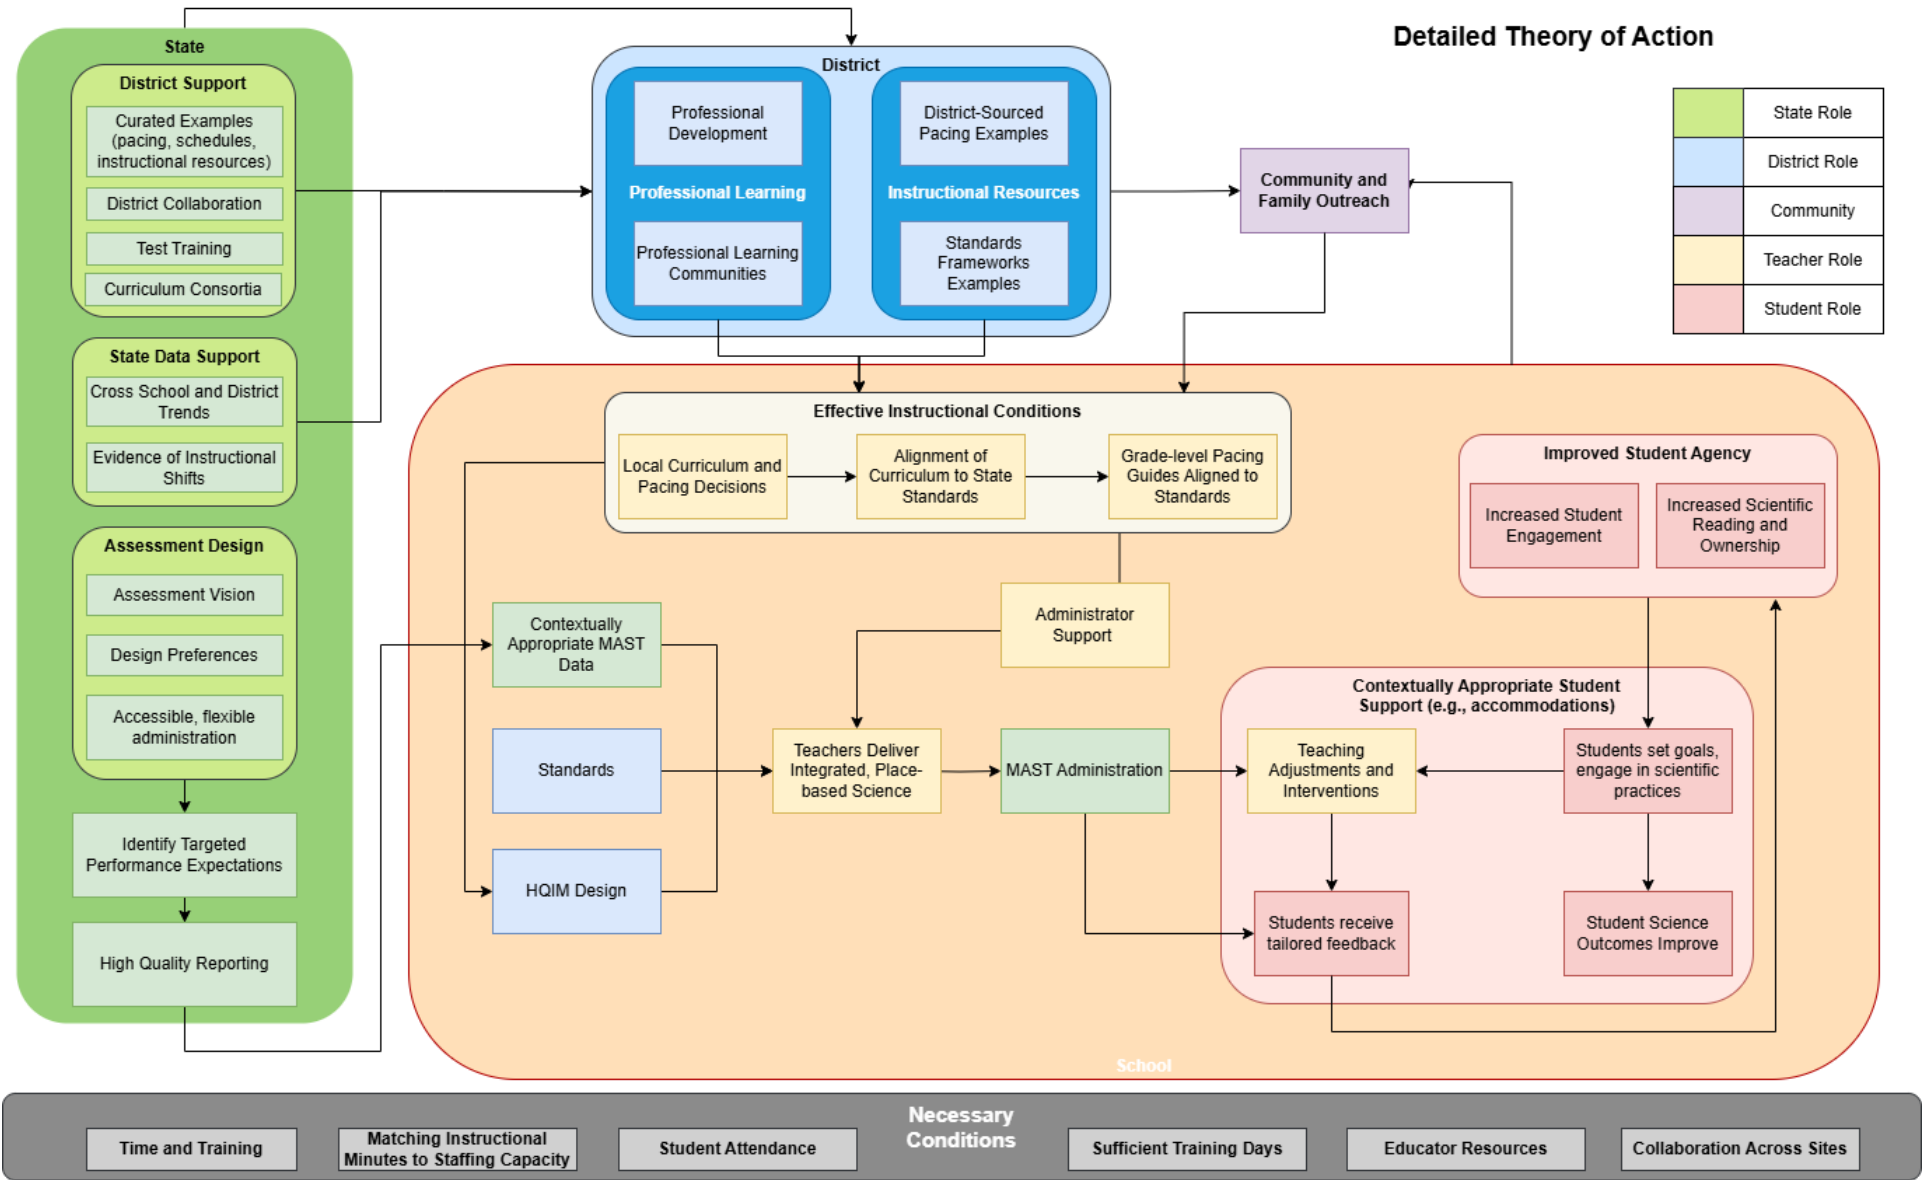 Detailed Theory of Action
State
District Support
Curated Examples
(pacing, schedules,
instructional resources)
District Collaboration
Test Training
Curriculum Consortia
State Data Support
Cross School and District
Trends
Evidence of Instructional
Shifts
Assessment Design
Assessment Vision
Design Preferences
Accessible, flexible
administration
Identify Targeted
Performance Expectations
High Quality Reporting
District
Professional
Development
Professional Learning
Professional Learning
Communities
District-Sourced
Pacing Examples
Instructional Resources
Standards
Frameworks
Examples
Community and
Family Outreach
State Role
District Role
Community
Teacher Role
Student Role
Effective Instructional Conditions
Local Curriculum and
Pacing Decisions
Alignment of
Curriculum to State
Standards
Grade-level Pacing
Guides Aligned to
Standards
Improved Student Agency
Increased Student
Engagement
Increased Scientific
Reading and
Ownership
Administrator
Support
Contextually
Appropriate MAST
Data
Standards
HQIM Design
Teachers Deliver
Integrated, Place-
based Science
MAST Administration
Contextually Appropriate Student
Support (e.g., accommodations)
Teaching
Adjustments and
Interventions
Students set goals,
engage in scientific
practices
Students receive
tailored feedback
Student Science
Outcomes Improve
School
Necessary
Conditions
Time and Training
Matching Instructional
Minutes to Staffing Capacity
Student Attendance
Sufficient Training Days
Educator Resources
Collaboration Across Sites